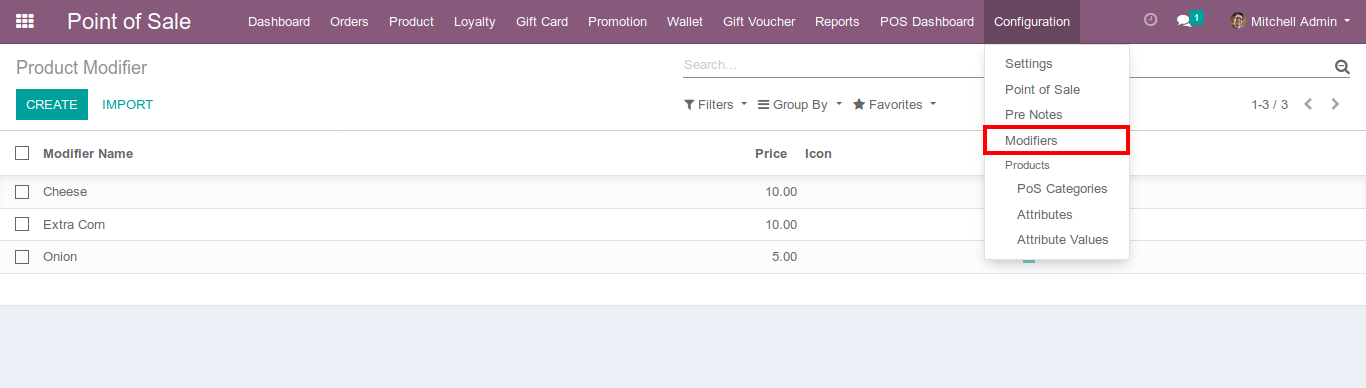 Point of Sale Dashboard Orders Product Loyalty Gift Card Promotion Wallet Gift Voucher Reports POS Dashboard Configuration 1 Mitchell Admin
Product Modifier Search...
CREATE IMPORT Filters Group By Favorites 1-3 / 3
Settings
Point of Sale
Pre Notes
Modifiers
Products
PoS Categories
Attributes
Attribute Values
Modifier Name Price Icon
Cheese 10.00
Extra Corn 10.00
Onion 5.00